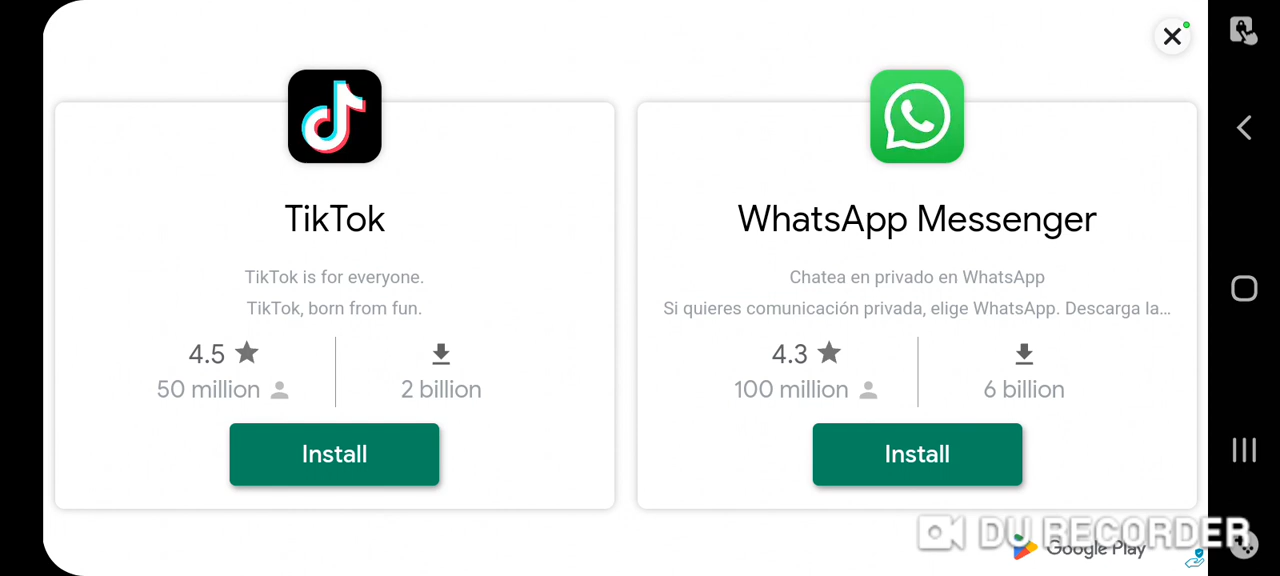 TikTok
TikTok is for everyone.
TikTok, born from fun.
4.5
50 million
2 billion
Install
WhatsApp Messenger
Chatea en privado en WhatsApp
Si quieres comunicación privada, elige WhatsApp. Descarga la...
4.3
100 million
6 billion
Install
DU RECORDER
Google Play